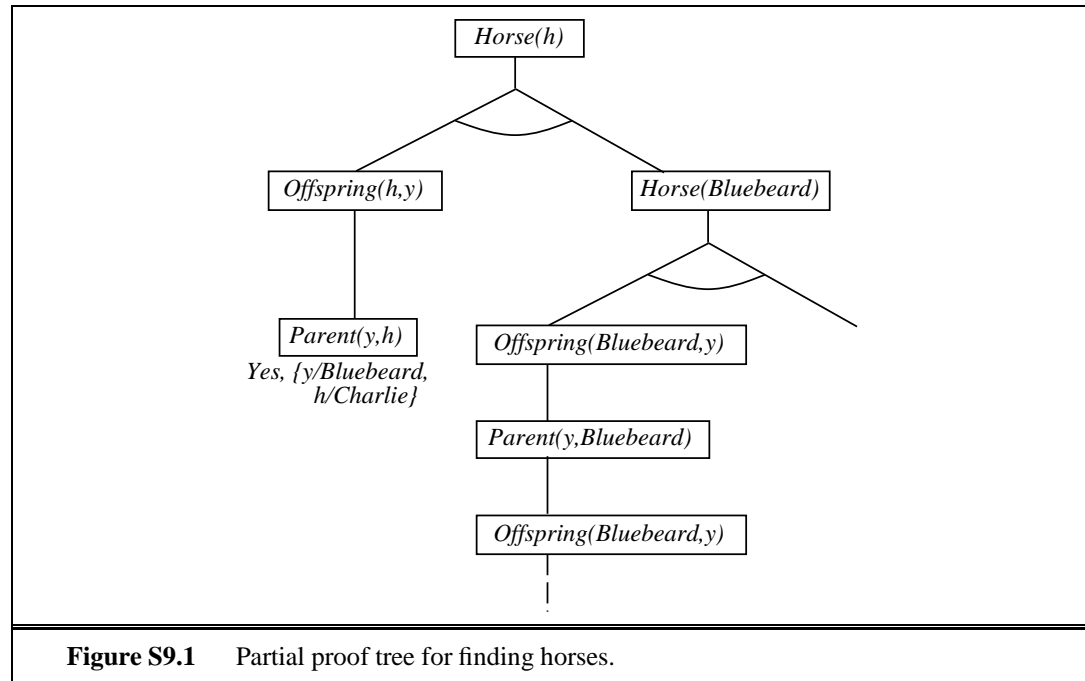 Horse(h)
Offspring(h,y)
Horse(Bluebeard)
Parent(y,h)
Yes, {y/Bluebeard,
h/Charlie}
Offspring(Bluebeard,y)
Parent(y,Bluebeard)
Offspring(Bluebeard,y)
Figure S9.1 Partial proof tree for finding horses.